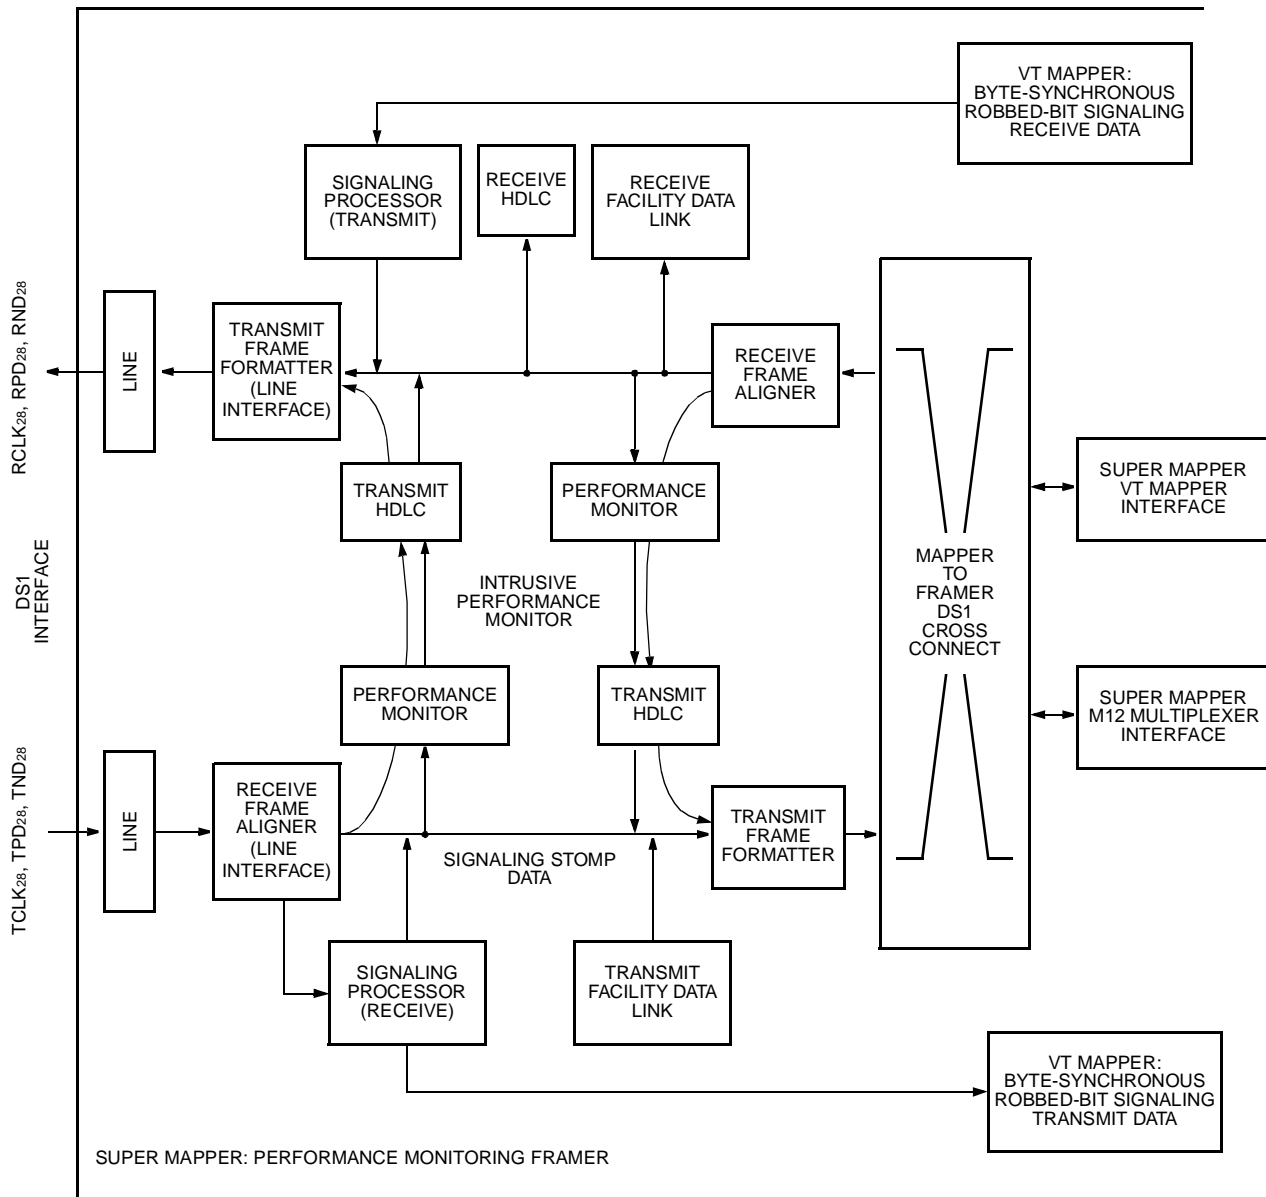 VT MAPPER:
BYTE-SYNCHRONOUS
ROBBED-BIT SIGNALING
RECEIVE DATA
SIGNALING
PROCESSOR
(TRANSMIT)
RECEIVE
HDLC
RECEIVE
FACILITY DATA
LINK
RCLK28, RPD28, RND28
LINE
TRANSMIT
FRAME
FORMATTER
(LINE
INTERFACE)
RECEIVE
FRAME
ALIGNER
TRANSMIT
HDLC
PERFORMANCE
MONITOR
SUPER MAPPER
VT MAPPER
INTERFACE
DS1
INTERFACE
INTRUSIVE
PERFORMANCE
MONITOR
MAPPER
TO
FRAMER
DS1
CROSS
CONNECT
PERFORMANCE
MONITOR
TRANSMIT
HDLC
SUPER MAPPER
M12 MULTIPLEXER
INTERFACE
TCLK28, TPD28, TND28
LINE
RECEIVE
FRAME
ALIGNER
(LINE
INTERFACE)
SIGNALING STOMP
DATA
TRANSMIT
FRAME
FORMATTER
SIGNALING
PROCESSOR
(RECEIVE)
TRANSMIT
FACILITY DATA
LINK
VT MAPPER:
BYTE-SYNCHRONOUS
ROBBED-BIT SIGNALING
TRANSMIT DATA
SUPER MAPPER: PERFORMANCE MONITORING FRAMER